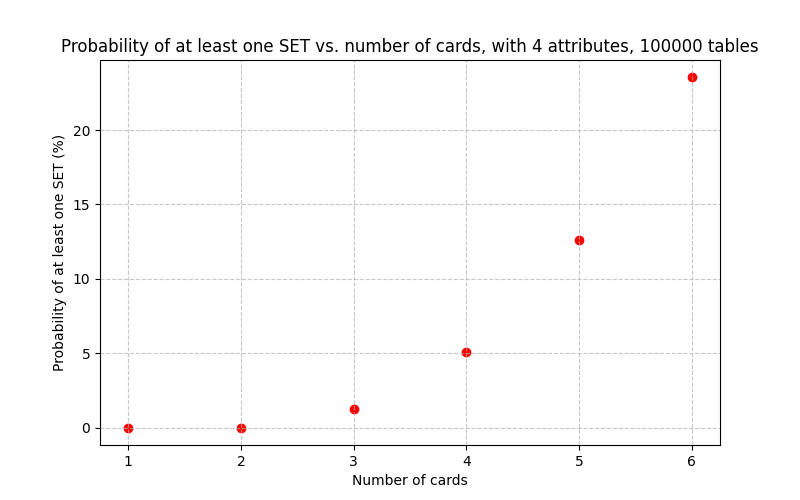 Probability of at least one SET vs. number of cards, with 4 attributes, 100000 tables
Probability of at least one SET (%)
20
15
10
5
0
1 2 3 4 5 6
Number of cards